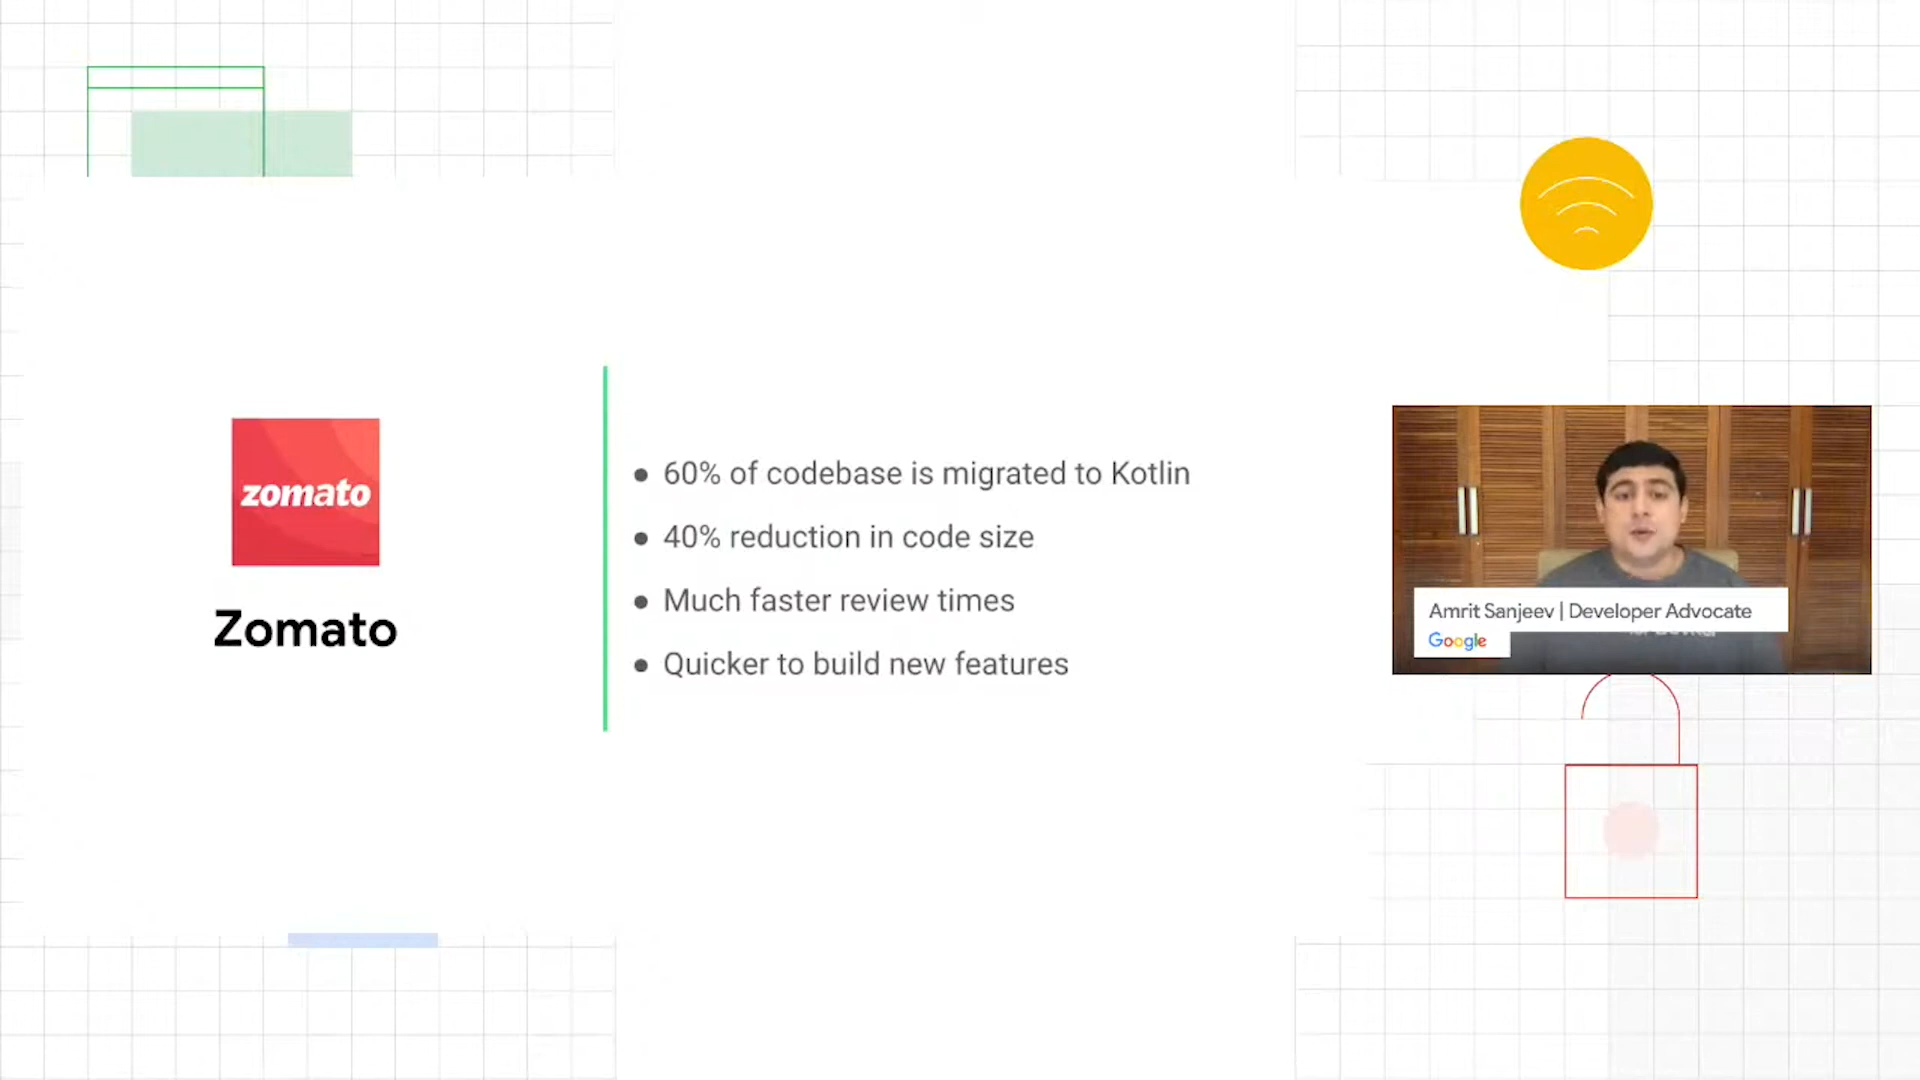 zomato
Zomato
60% of codebase is migrated to Kotlin
40% reduction in code size
Much faster review times
Quicker to build new features
Amrit Sanjeev | Developer Advocate
Google